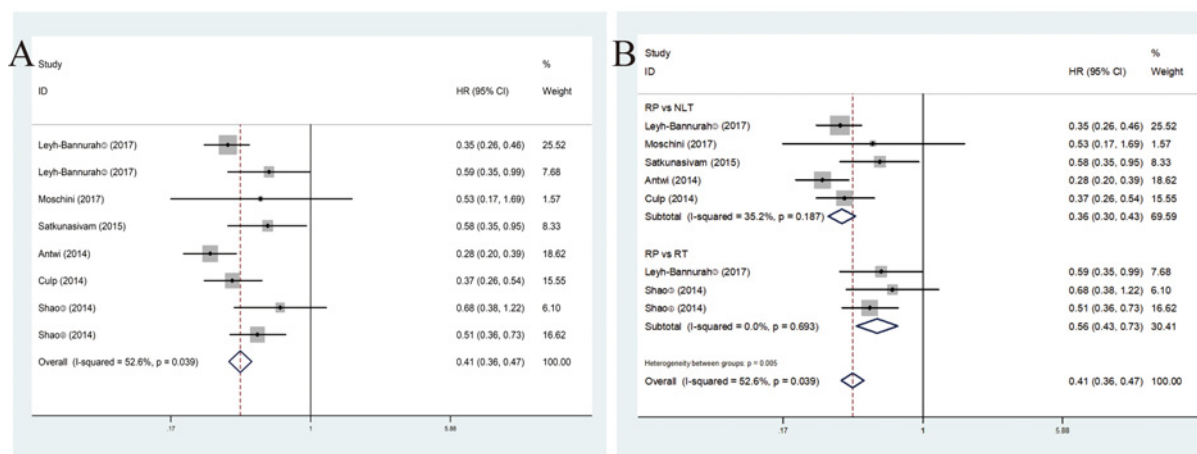 A
Study
%
ID
HR (95% CI)
Weight
Leyh-Bannurah① (2017)
0.35 (0.26, 0.46)
25.52
Leyh-Bannurah (2017)
0.59 (0.35, 0.99)
7.68
Moschini (2017)
0.53 (0.17, 1.69)
1.57
Satkunasivam (2015)
0.58 (0.35, 0.95)
8.33
Antwi (2014)
0.28 (0.20, 0.39)
18.62
Culp (2014)
0.37 (0.26, 0.54)
15.55
Shao (2014)
0.68 (0.38, 1.22)
6.10
Shao (2014)
0.51 (0.36, 0.73)
16.62
Overall (I-squared = 52.6%, p = 0.039)
0.41 (0.36, 0.47)
100.00
.17
1
5.88
B
Study
%
ID
HR (95% CI)
Weight
RP vs NLT
Leyh-Bannurah (2017)
0.35 (0.26, 0.46)
25.52
Moschini (2017)
0.53 (0.17, 1.69)
1.57
Satkunasivam (2015)
0.58 (0.35, 0.95)
8.33
Antwi (2014)
0.28 (0.20, 0.39)
18.62
Culp (2014)
0.37 (0.26, 0.54)
15.55
Subtotal (I-squared = 35.2%, p = 0.187)
0.36 (0.30, 0.43)
69.59
RP vs RT
Leyh-Bannurah (2017)
0.59 (0.35, 0.99)
7.68
Shao (2014)
0.68 (0.38, 1.22)
6.10
Shao (2014)
0.51 (0.36, 0.73)
16.62
Subtotal (I-squared = 0.0%, p = 0.693)
0.56 (0.43, 0.73)
30.41
Heterogeneity between groups: p = 0.005
Overall (I-squared = 52.6%, p = 0.039)
0.41 (0.36, 0.47)
100.00
.17
1
5.88